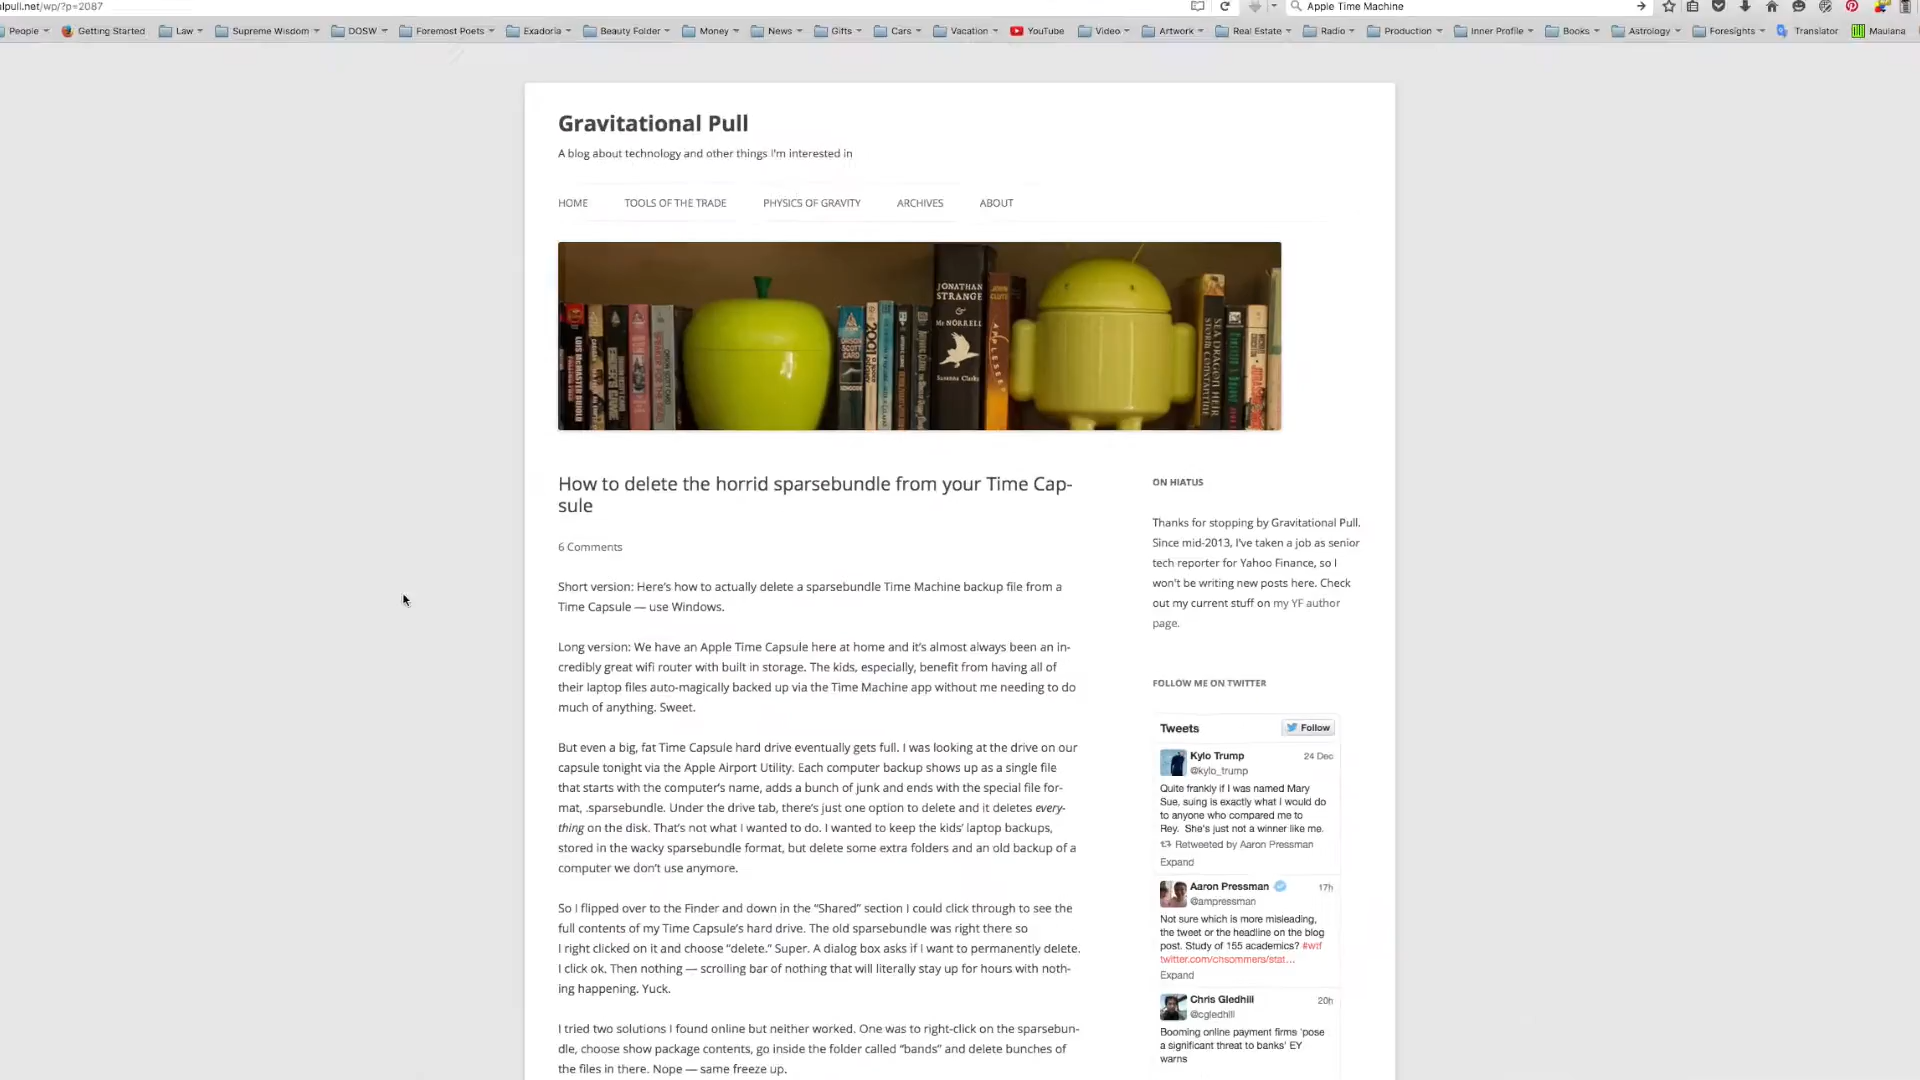 lpull.net/wp/?p=2087
Apple Time Machine
People
Getting Started
Law
Supreme Wisdom
DOSW
Foremost Poets
Exadoria
Beauty Folder
Money
News
Gifts
Cars
Vacation
YouTube
Video
Artwork
Real Estate
Radio
Production
Inner Profile
Books
Astrology
Foresights
Translator
Mauiana
Gravitational Pull
A blog about technology and other things I'm interested in
HOME
TOOLS OF THE TRADE
PHYSICS OF GRAVITY
ARCHIVES
ABOUT
LOIS McMASTER BUJOLD
ORSON SCOTT CARD
2001
JONATHAN STRANGE
&
Mr NORRELL
Susanna Clarke
JOHN CLUTE
APPLESEED
SEA DRAGON HEIR
STORM CONSTANTINE
How to delete the horrid sparsebundle from your Time Cap-
sule
6 Comments
Short version: Here's how to actually delete a sparsebundle Time Machine backup file from a
Time Capsule — use Windows.
Long version: We have an Apple Time Capsule here at home and it's almost always been an in-
credibly great wifi router with built in storage. The kids, especially, benefit from having all of
their laptop files auto-magically backed up via the Time Machine app without me needing to do
much of anything. Sweet.
But even a big, fat Time Capsule hard drive eventually gets full. I was looking at the drive on our
capsule tonight via the Apple Airport Utility. Each computer backup shows up as a single file
that starts with the computer's name, adds a bunch of junk and ends with the special file for-
mat, .sparsebundle. Under the drive tab, there's just one option to delete and it deletes every-
thing on the disk. That's not what I wanted to do. I wanted to keep the kids' laptop backups,
stored in the wacky sparsebundle format, but delete some extra folders and an old backup of a
computer we don't use anymore.
So I flipped over to the Finder and down in the "Shared" section I could click through to see the
full contents of my Time Capsule's hard drive. The old sparsebundle was right there so
I right clicked on it and choose "delete." Super. A dialog box asks if I want to permanently delete.
I click ok. Then nothing — scrolling bar of nothing that will literally stay up for hours with noth-
ing happening. Yuck.
I tried two solutions I found online but neither worked. One was to right-click on the sparsebun-
dle, choose show package contents, go inside the folder called "bands" and delete bunches of
the files in there. Nope — same freeze up.
ON HIATUS
Thanks for stopping by Gravitational Pull.
Since mid-2013, I've taken a job as senior
tech reporter for Yahoo Finance, so I
won't be writing new posts here. Check
out my current stuff on my YF author
page.
FOLLOW ME ON TWITTER
Tweets
Follow
Kylo Trump
24 Dec
@kylo_trump
Quite frankly if I was named Mary
Sue, suing is exactly what I would do
to anyone who compared me to
Rey. She's just not a winner like me.
Retweeted by Aaron Pressman
Expand
Aaron Pressman
17h
@ampressman
Not sure which is more misleading,
the tweet or the headline on the blog
post. Study of 155 academics? #wtf
twitter.com/chsommers/stat…
Expand
Chris Gledhill
20h
@cgledhill
Booming online payment firms 'pose
a significant threat to banks' EY
warns